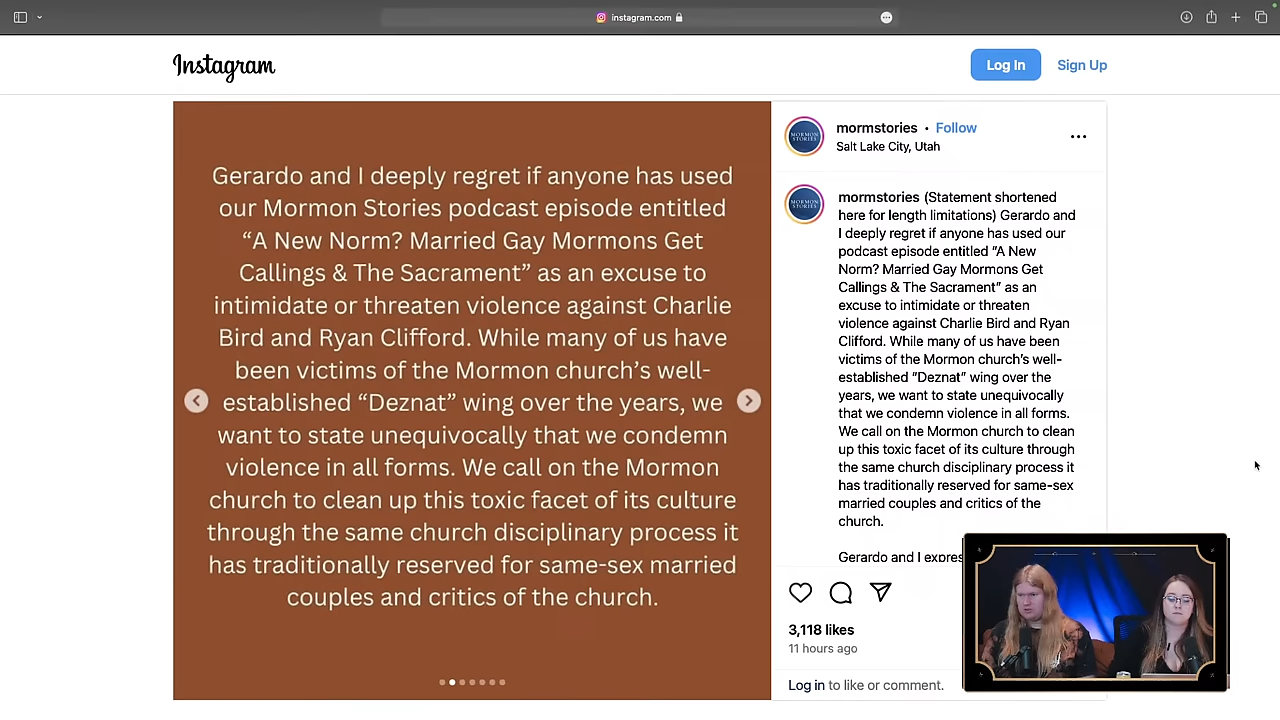 instagram.com
Instagram
Log In
Sign Up
Gerardo and I deeply regret if anyone has used
our Mormon Stories podcast episode entitled
“A New Norm? Married Gay Mormons Get
Callings & The Sacrament” as an excuse to
intimidate or threaten violence against Charlie
Bird and Ryan Clifford. While many of us have
been victims of the Mormon church’s well-
established “Deznat” wing over the years, we
want to state unequivocally that we condemn
violence in all forms. We call on the Mormon
church to clean up this toxic facet of its culture
through the same church disciplinary process it
has traditionally reserved for same-sex married
couples and critics of the church.
MORMON
STORIES
mormstories • Follow
Salt Lake City, Utah
MORMON
STORIES
mormstories (Statement shortened
here for length limitations) Gerardo and
I deeply regret if anyone has used our
podcast episode entitled "A New
Norm? Married Gay Mormons Get
Callings & The Sacrament" as an
excuse to intimidate or threaten
violence against Charlie Bird and Ryan
Clifford. While many of us have been
victims of the Mormon church’s well-
established "Deznat" wing over the
years, we want to state unequivocally
that we condemn violence in all forms.
We call on the Mormon church to clean
up this toxic facet of its culture through
the same church disciplinary process it
has traditionally reserved for same-sex
married couples and critics of the
church.
Gerardo and I expres
3,118 likes
11 hours ago
Log in to like or comment.